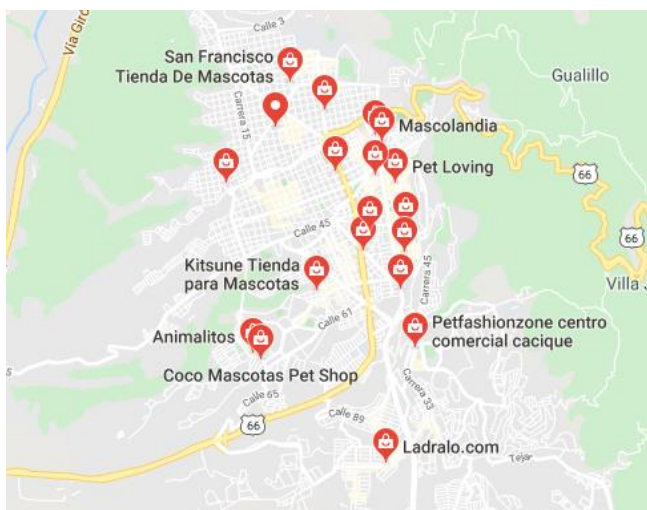 Calle 3
Via Giró
San Francisco
Tienda De Mascotas
Gualillo
Carrera 15
Mascolandia
Pet Loving
66
66
Calle 45
Carrera 45
Kitsune Tienda
para Mascotas
Villa
Calle 61
Animalitos
Petfashionzone centro
comercial cacique
Coco Mascotas Pet Shop
Calle 65
Carrera 33
Calle 89
66
Ladralo.com
Tejar